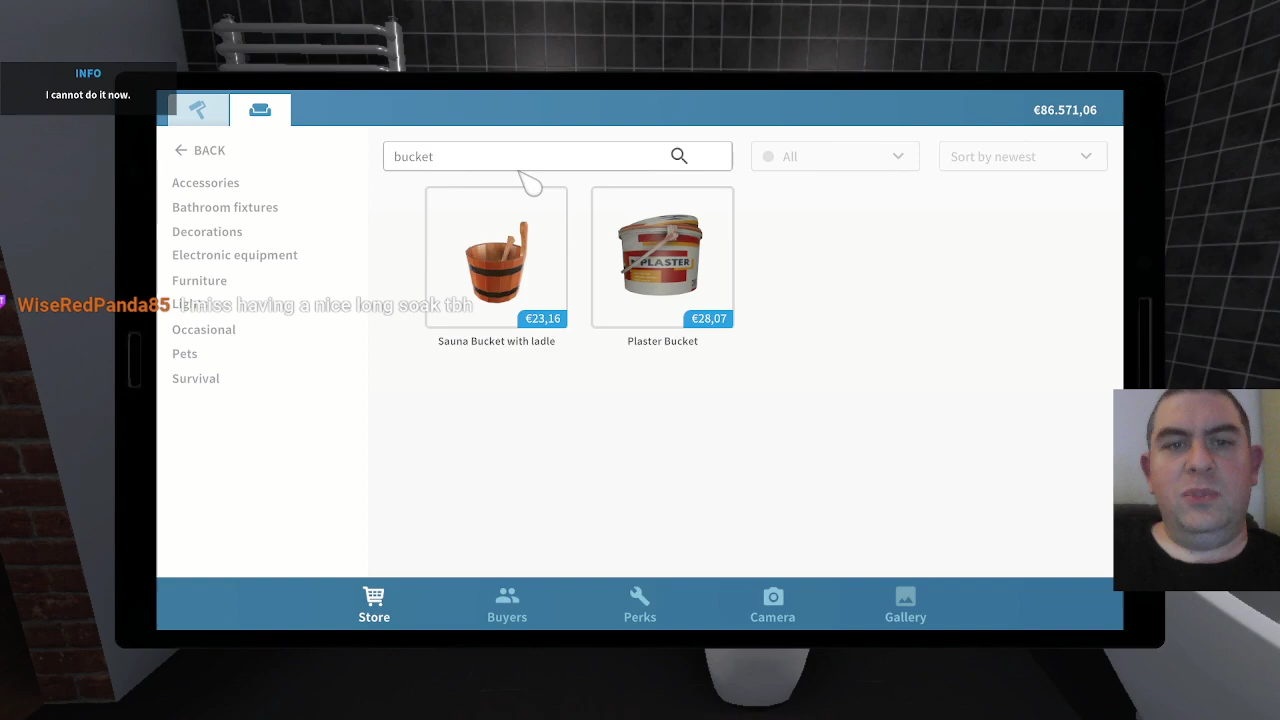 INFO
I cannot do it now.
€86.571,06
BACK
bucket
All
Sort by newest
Accessories
Bathroom fixtures
Decorations
Electronic equipment
Furniture
WiseRedPanda85 I miss having a nice long soak tbh
Occasional
Pets
Survival
PLASTER
€23,16
€28,07
Sauna Bucket with ladle
Plaster Bucket
Store
Buyers
Perks
Camera
Gallery